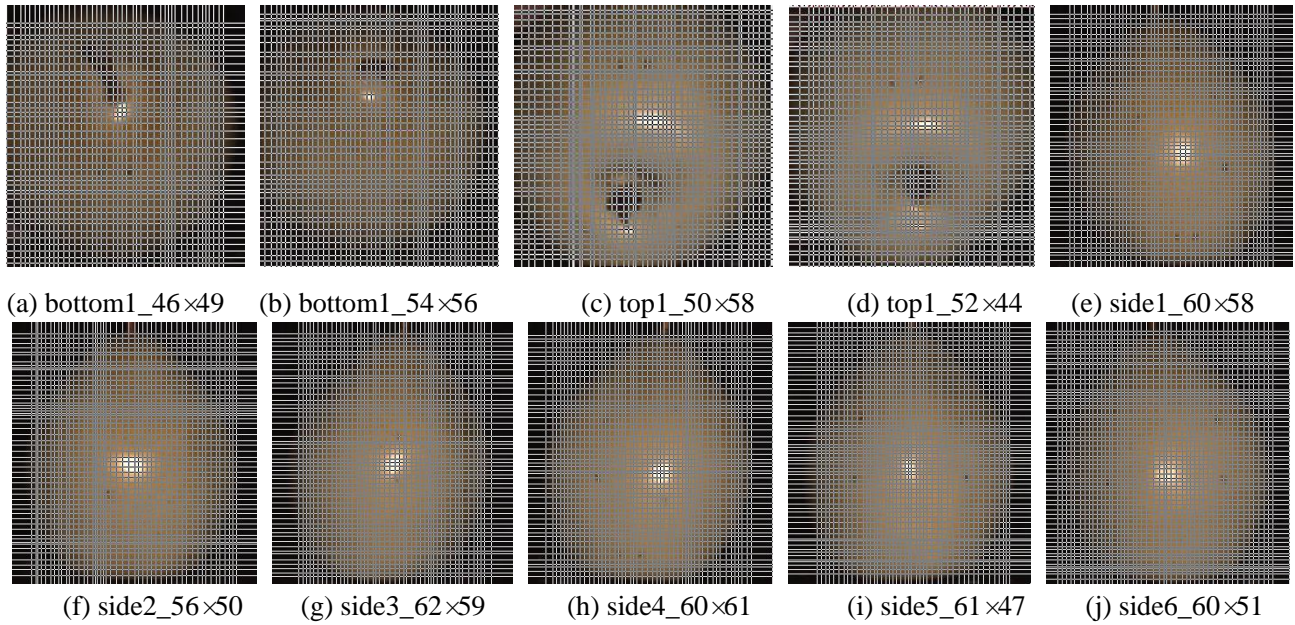 (a) bottom1_46×49 (b) bottom1_54×56 (c) top1_50×58 (d) top1_52×44 (e) side1_60×58
(f) side2_56×50 (g) side3_62×59 (h) side4_60×61 (i) side5_61×47 (j) side6_60×51